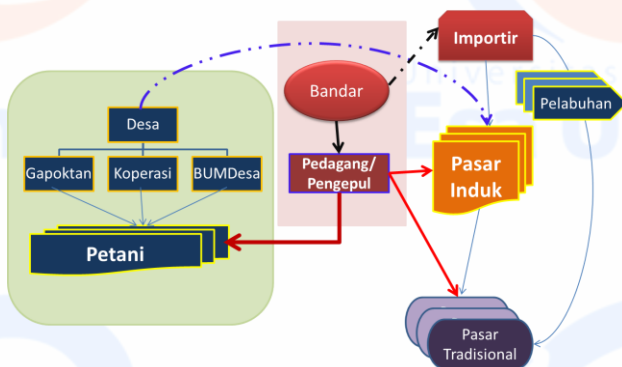 Importir
Bandar
Pelabuhan
Desa
Gapoktan
Koperasi
BUMDesa
Pedagang/
Pengepul
Pasar
Induk
Petani
Pasar
Tradisional